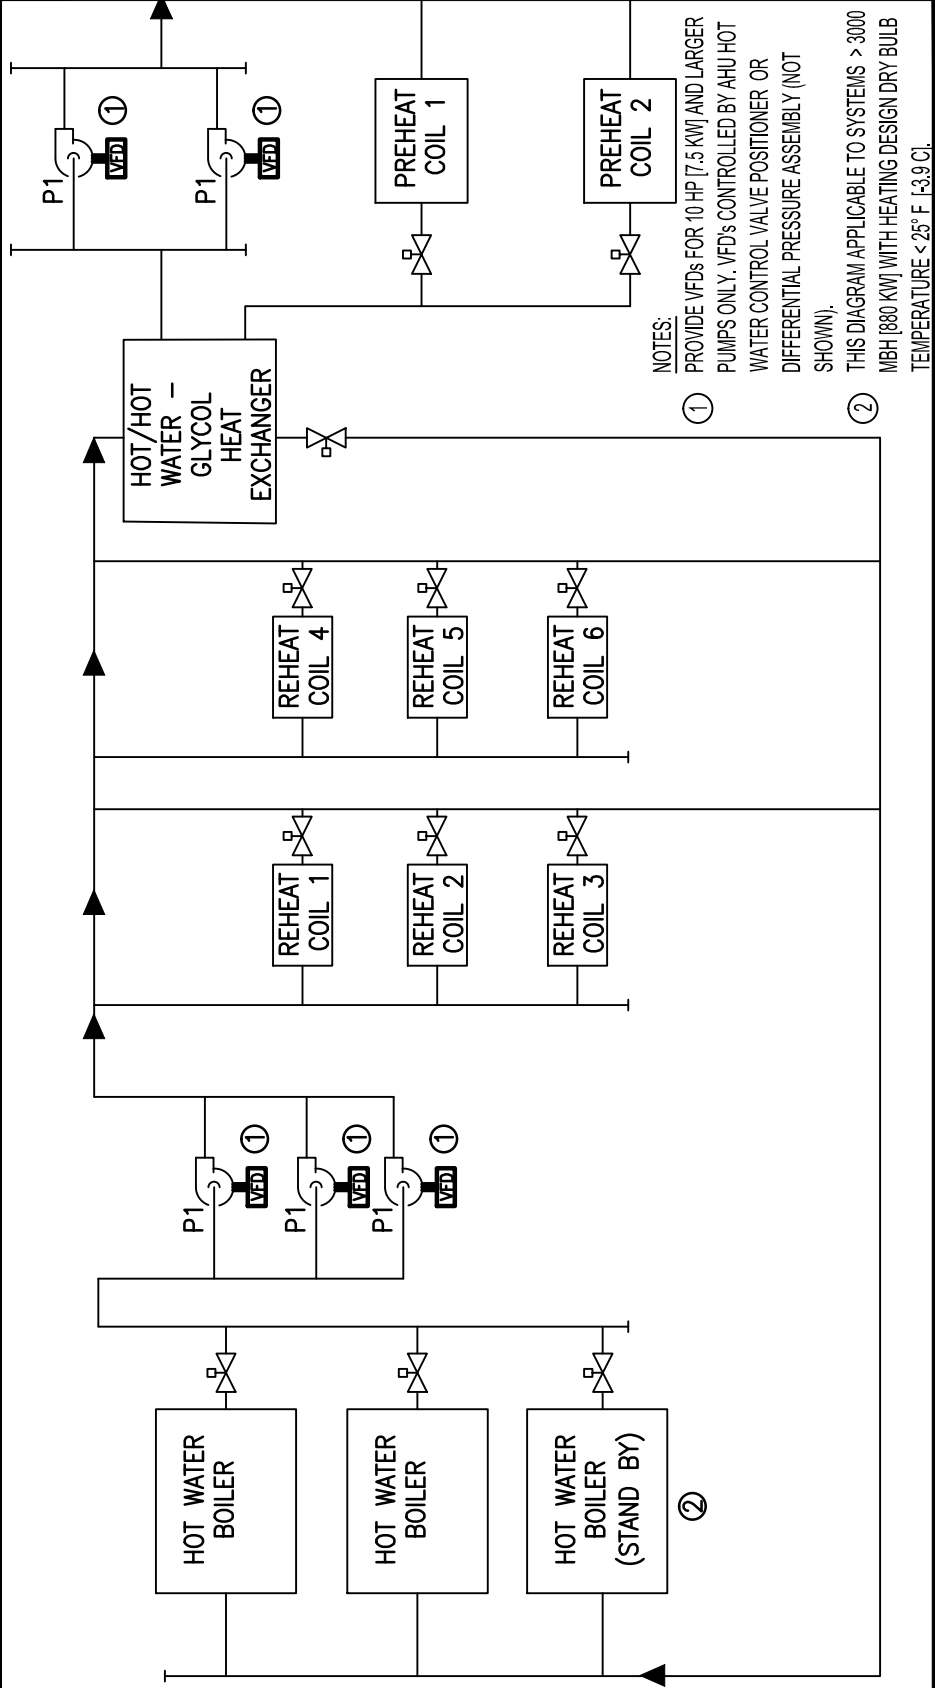 HOT WATER
BOILER
HOT WATER
BOILER
HOT WATER
BOILER
(STAND BY)
2
P1
VFD
1
P1
VFD
1
P1
VFD
1
REHEAT
COIL 1
REHEAT
COIL 2
REHEAT
COIL 3
REHEAT
COIL 4
REHEAT
COIL 5
REHEAT
COIL 6
HOT/HOT
WATER –
GLYCOL
HEAT
EXCHANGER
P1
VFD
1
P1
VFD
1
PREHEAT
COIL 1
PREHEAT
COIL 2
NOTES:
1 PROVIDE VFDs FOR 10 HP [7.5 KW] AND LARGER
PUMPS ONLY. VFD's CONTROLLED BY AHU HOT
WATER CONTROL VALVE POSITIONER OR
DIFFERENTIAL PRESSURE ASSEMBLY (NOT
SHOWN).
2 THIS DIAGRAM APPLICABLE TO SYSTEMS > 3000
MBH [880 KW] WITH HEATING DESIGN DRY BULB
TEMPERATURE < 25° F [-3.9 C].